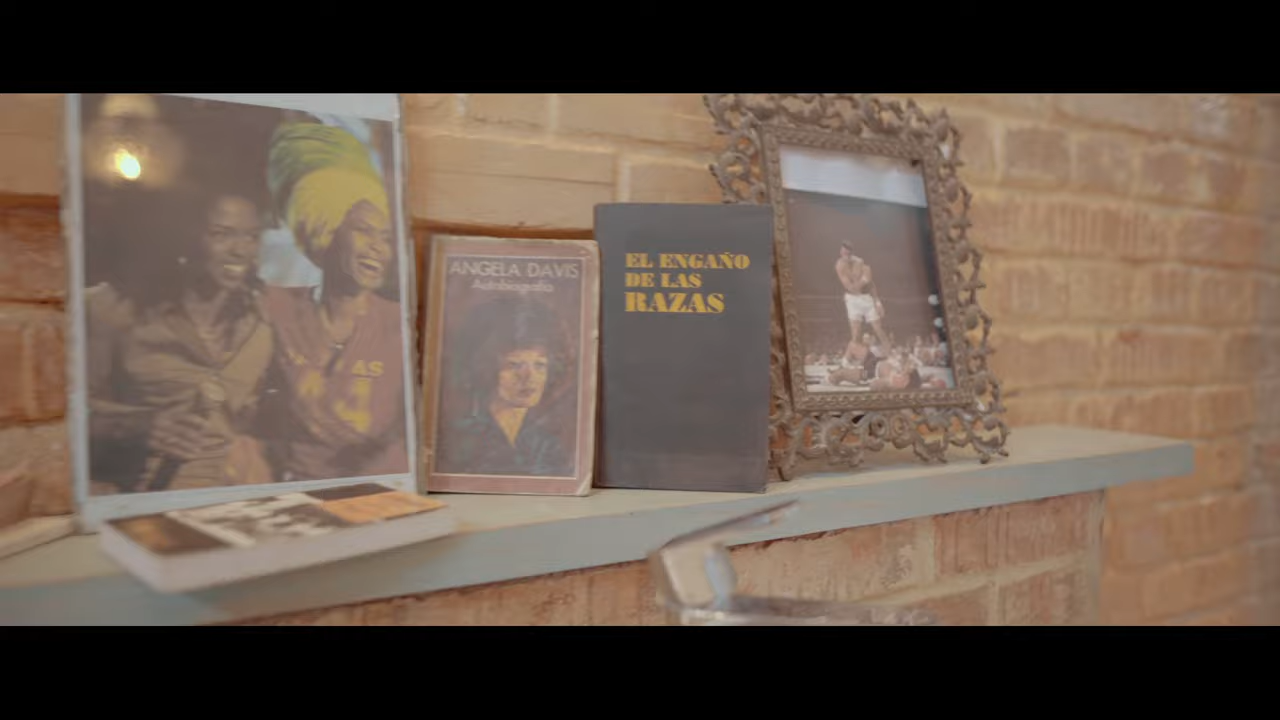 ANGELA DAVIS
Autobiografía
EL ENGAÑO
DE LAS
RAZAS